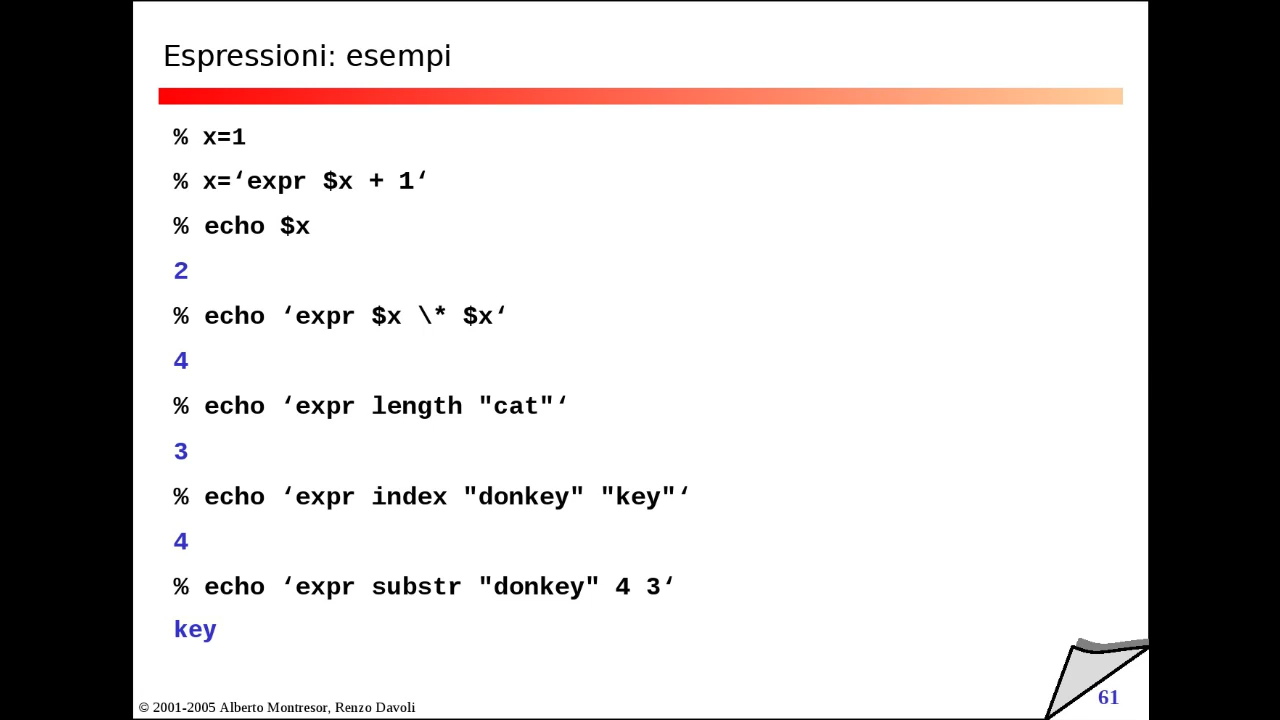 Espressioni: esempi
% x=1
% x=‘expr $x + 1‘
% echo $x
2
% echo ‘expr $x \* $x‘
4
% echo ‘expr length "cat"‘
3
% echo ‘expr index "donkey" "key"‘
4
% echo ‘expr substr "donkey" 4 3‘
key
© 2001-2005 Alberto Montresor, Renzo Davoli
61